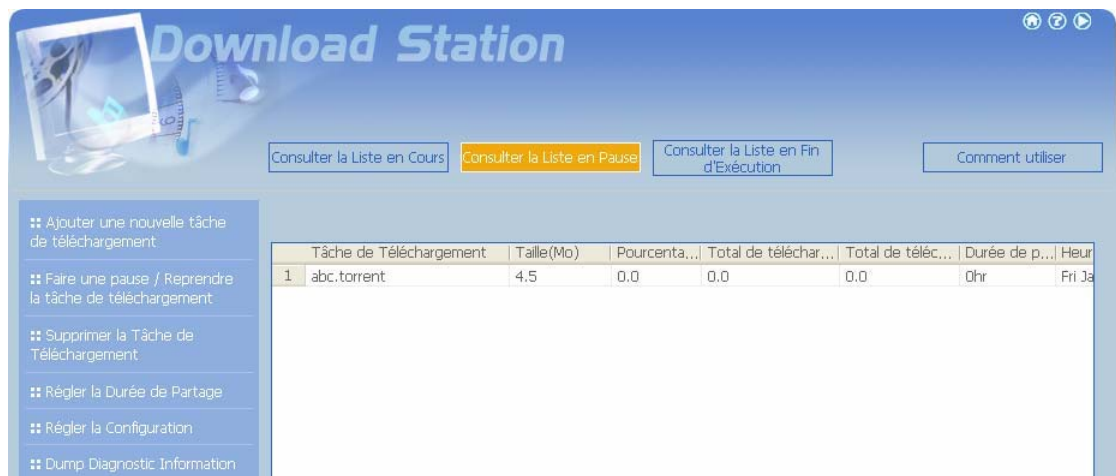 Download Station
Consulter la Liste en Cours
Consulter la Liste en Pause
Consulter la Liste en Fin
d'Exécution
Comment utiliser
Ajouter une nouvelle tâche
de téléchargement
Faire une pause / Reprendre
la tâche de téléchargement
Supprimer la Tâche de
Téléchargement
Régler la Durée de Partage
Régler la Configuration
Dump Diagnostic Information
Tâche de Téléchargement Taille(Mo) Pourcenta... Total de téléchar... Total de téléc... Durée de p... Heur
1 abc.torrent 4.5 0.0 0.0 0.0 0hr Fri Ja